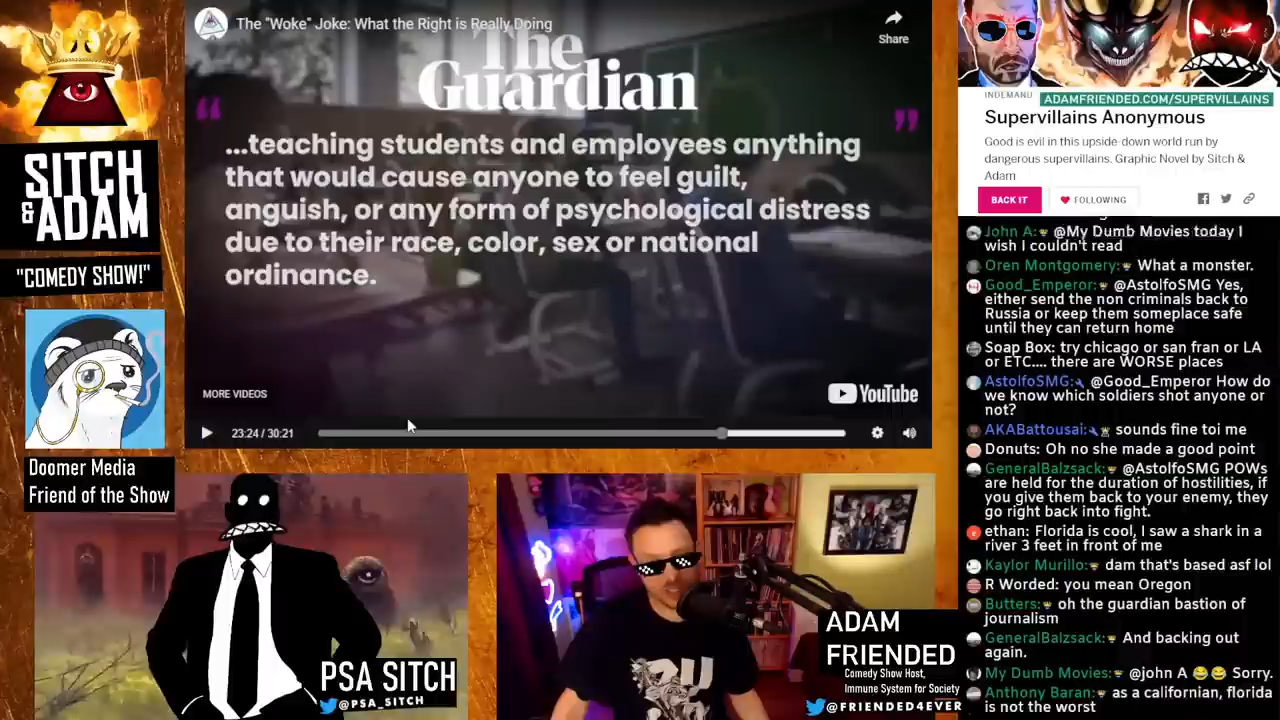 SITCH
& ADAM
"COMEDY SHOW!"
Doomer Media
Friend of the Show
The "Woke" Joke: What the Right is Really Doing
Share
The
Guardian
“ ”
...teaching students and employees anything
that would cause anyone to feel guilt,
anguish, or any form of psychological distress
due to their race, color, sex or national
ordinance.
MORE VIDEOS
YouTube
23:24 / 30:21
PSA SITCH
@PSA_SITCH
ADAM
FRIENDED
Comedy Show Host,
Immune System for Society
@FRIENDED4EVER
INDEMAND
ADAMFRIENDED.COM/SUPERVILLAINS
Supervillains Anonymous
Good is evil in this upside-down world run by
dangerous supervillains. Graphic Novel by Sitch &
Adam
BACK IT
FOLLOWING
John A: @My Dumb Movies today I
wish I couldn't read
Oren Montgomery: What a monster.
Good_Emperor: @AstolfoSMG Yes,
either send the non criminals back to
Russia or keep them someplace safe
until they can return home
Soap Box: try chicago or san fran or LA
or ETC.... there are WORSE places
AstolfoSMG: @Good_Emperor How do
we know which soldiers shot anyone or
not?
AKABattousai: sounds fine toi me
Donuts: Oh no she made a good point
GeneralBalzsack: @AstolfoSMG POWs
are held for the duration of hostilities, if
you give them back to your enemy, they
go right back into fight.
ethan: Florida is cool, I saw a shark in a
river 3 feet in front of me
Kaylor Murillo: dam that's based asf lol
R Worded: you mean Oregon
Butters: oh the guardian bastion of
journalism
GeneralBalzsack: And backing out
again.
My Dumb Movies: @john A 😂😂 Sorry.
Anthony Baran: as a californian, florida
is not the worst